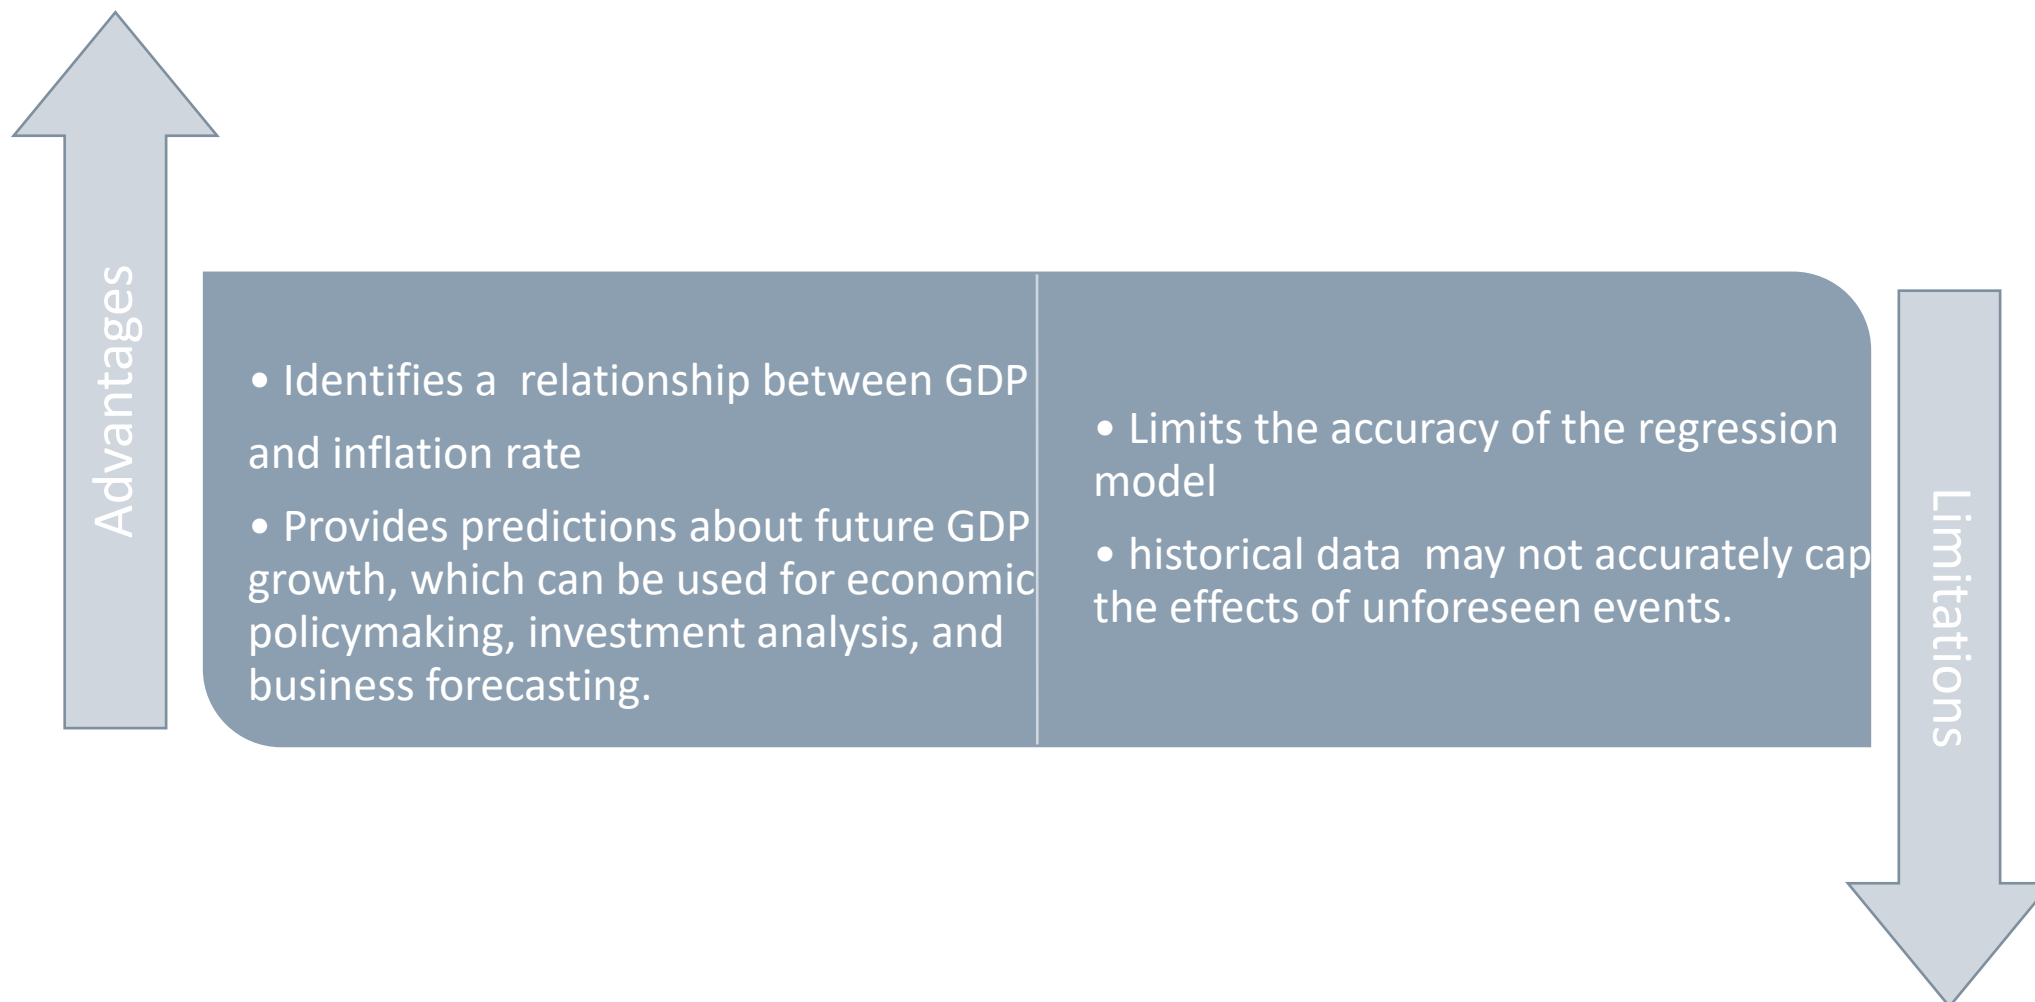 Advantages
• Identifies a  relationship between GDP
and inflation rate
• Provides predictions about future GDP
growth, which can be used for economic
policymaking, investment analysis, and
business forecasting.
• Limits the accuracy of the regression
model
• historical data  may not accurately cap
the effects of unforeseen events.
Limitations